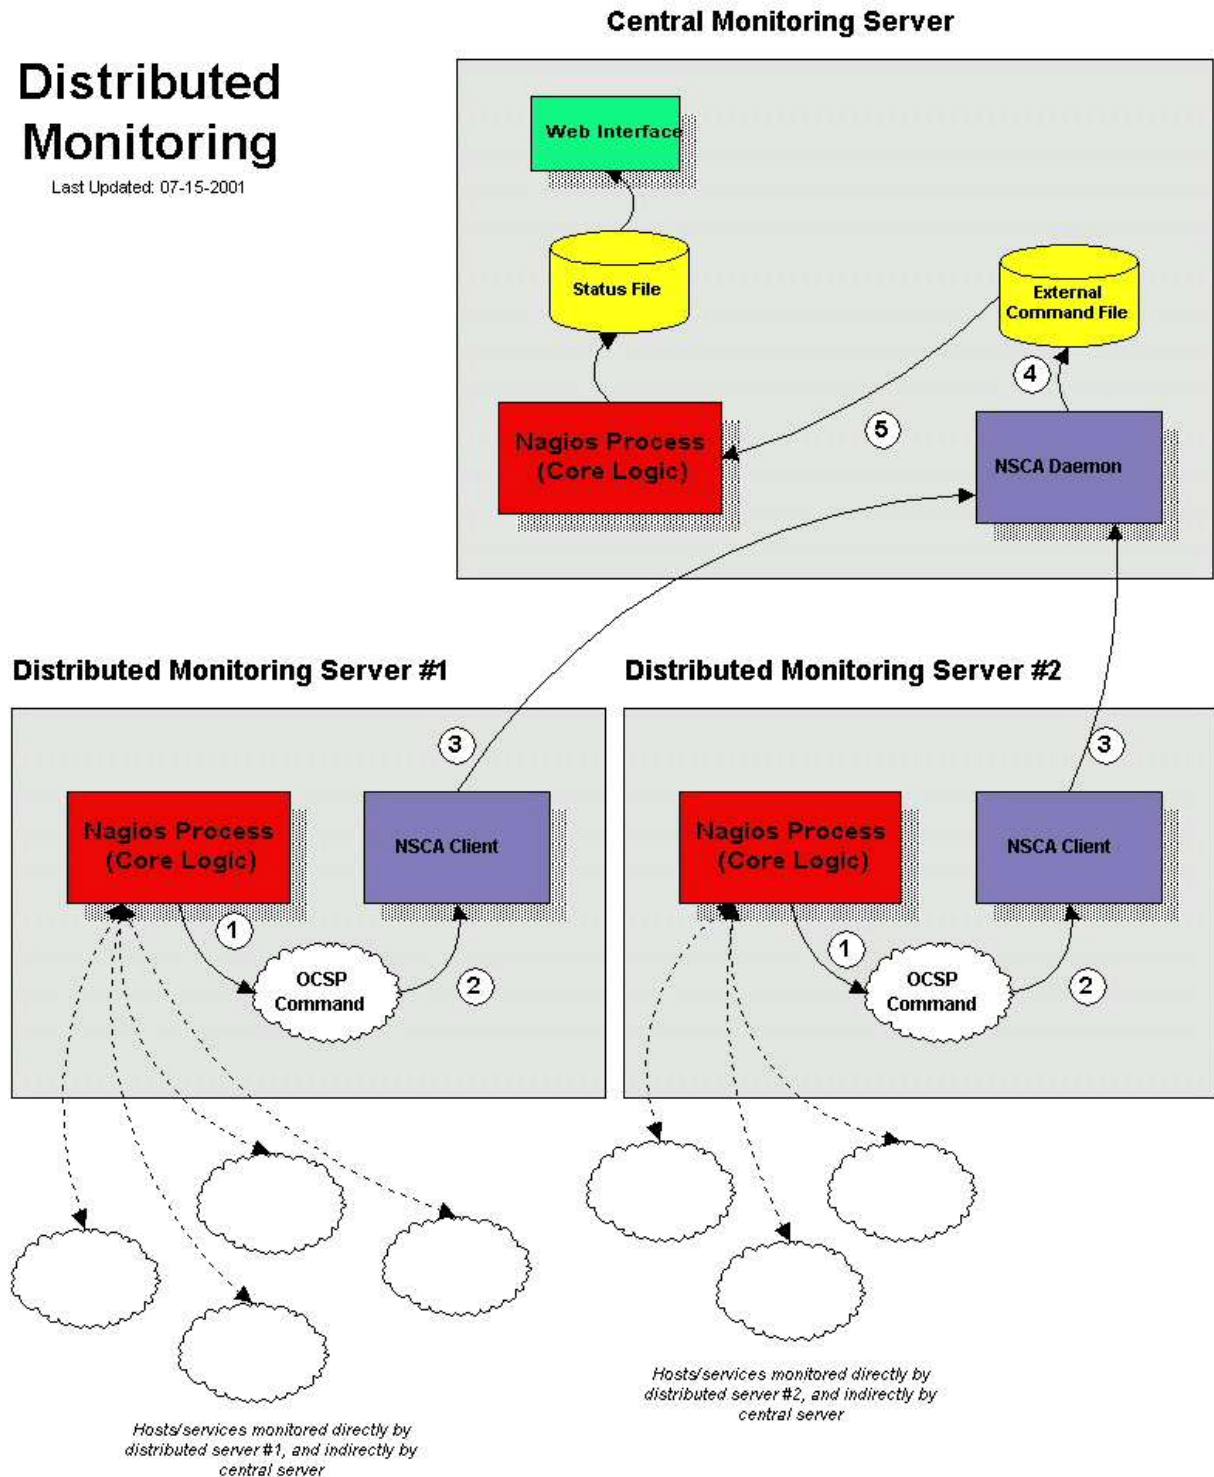 Central Monitoring Server
Distributed
Monitoring
Last Updated: 07-15-2001
Web Interface
Status File
External
Command File
4
5
Nagios Process
(Core Logic)
NSCA Daemon
Distributed Monitoring Server #1
3
Nagios Process
(Core Logic)
NSCA Client
1
OCSP
Command
2
Distributed Monitoring Server #2
3
Nagios Process
(Core Logic)
NSCA Client
1
OCSP
Command
2
Hosts/services monitored directly by
distributed server #1, and indirectly by
central server
Hosts/services monitored directly by
distributed server #2, and indirectly by
central server